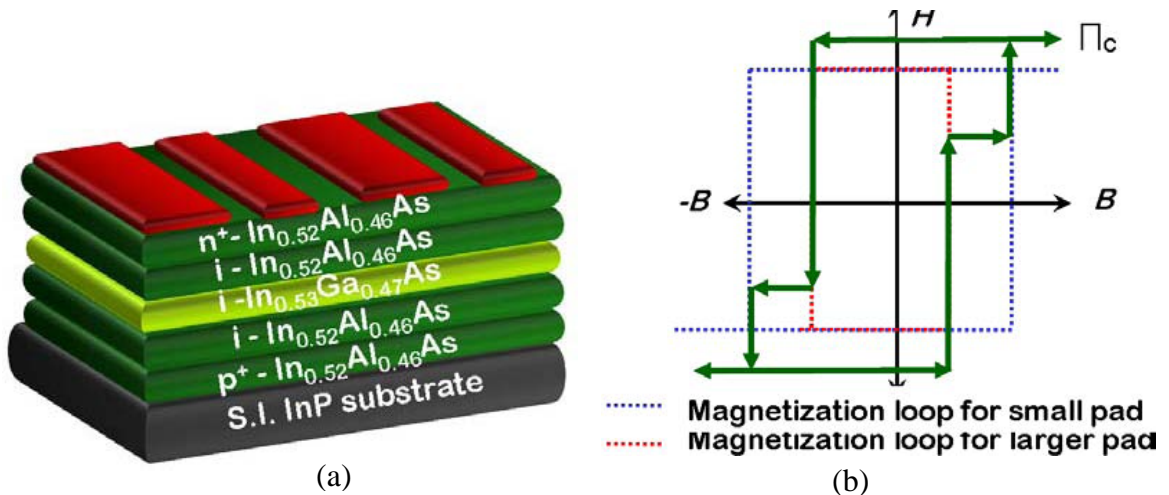 n+- In0.52Al0.46As
i - In0.52Al0.46As
i -In0.53Ga0.47As
i - In0.52Al0.46As
p+ - In0.52Al0.46As
S.I. InP substrate
(a)
H
∏c
-B
B
Magnetization loop for small pad
Magnetization loop for larger pad
(b)